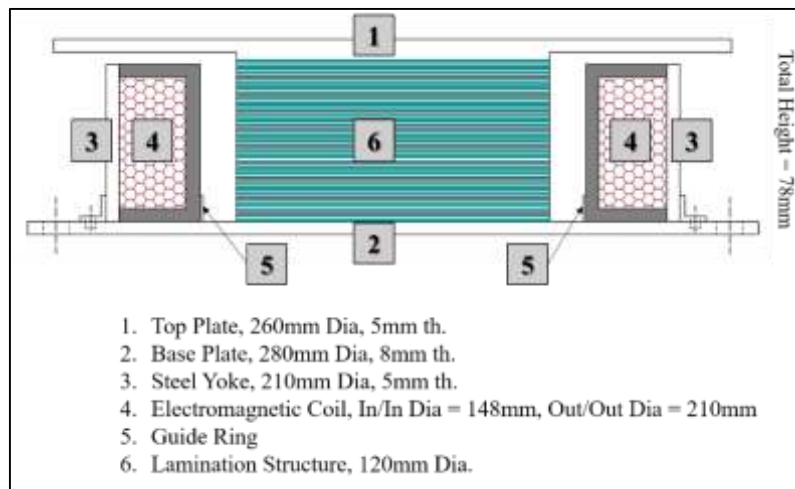 1
3
4
6
4
3
5
2
5
Total Height = 78mm
1. Top Plate, 260mm Dia, 5mm th.
2. Base Plate, 280mm Dia, 8mm th.
3. Steel Yoke, 210mm Dia, 5mm th.
4. Electromagnetic Coil, In/In Dia = 148mm, Out/Out Dia = 210mm
5. Guide Ring
6. Lamination Structure, 120mm Dia.